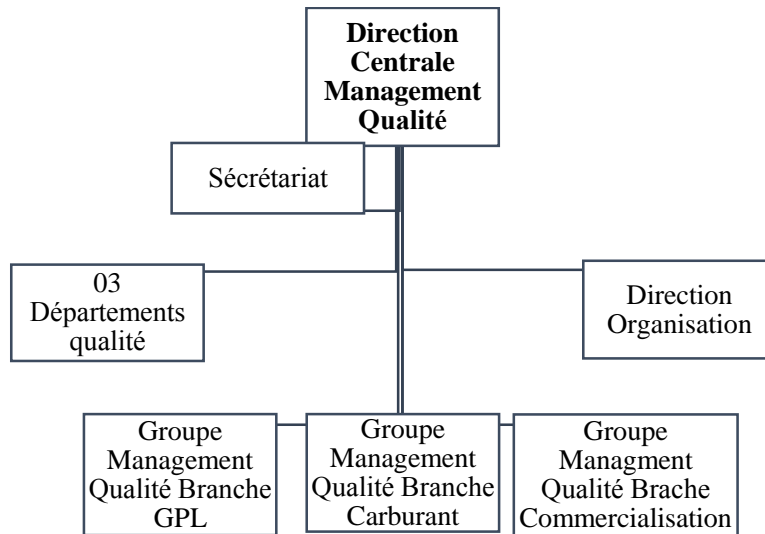 Direction
Centrale
Management
Qualité
Sécrétariat
03
Départements
qualité
Direction
Organisation
Groupe
Management
Qualité Branche
GPL
Groupe
Management
Qualité Branche
Carburant
Groupe
Managment
Qualité Brache
Commercialisation